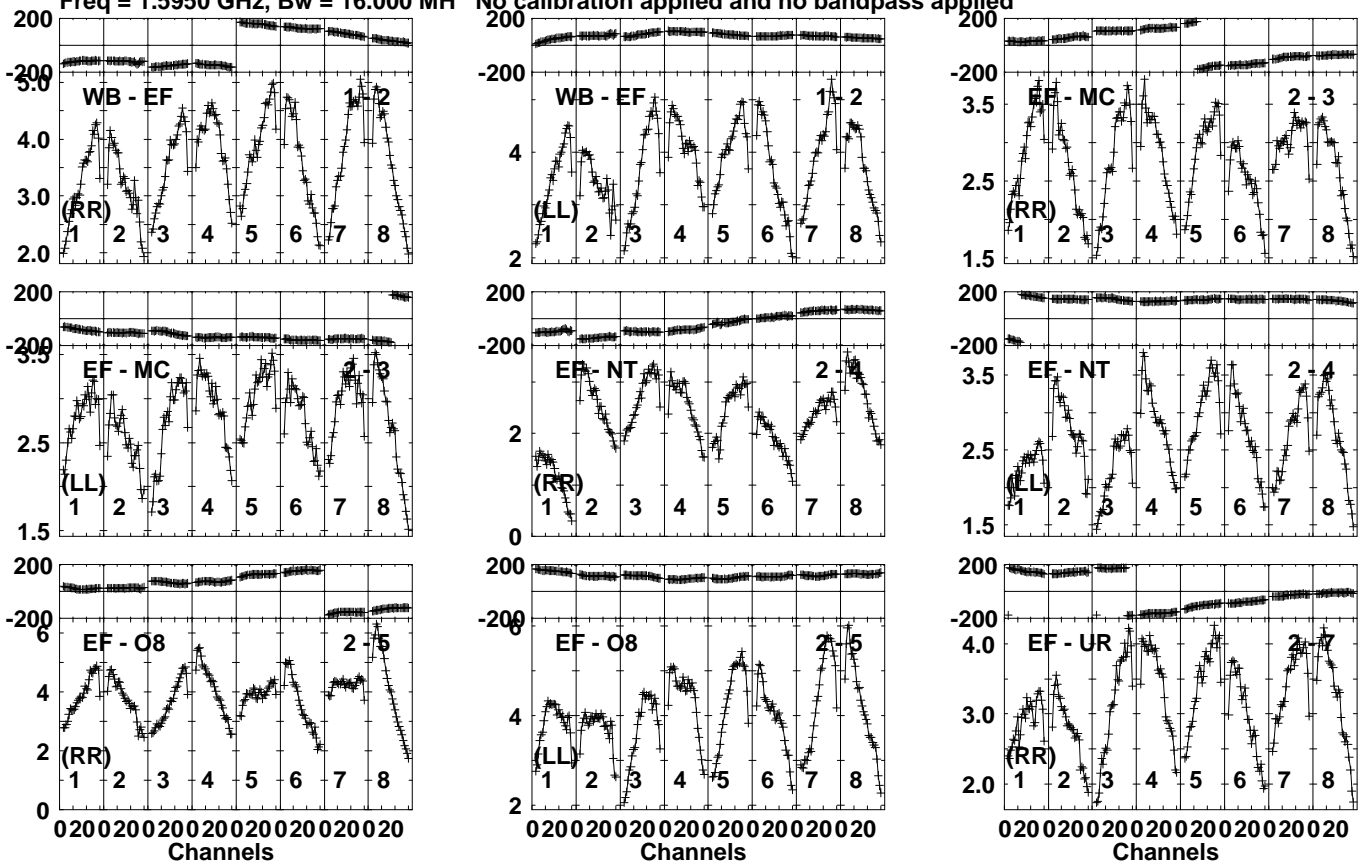 Freq = 1.5950 GHz, Bw = 16.000 MH No calibration applied and no bandpass applied
200
-200
5.0
4.0
3.0
2.0
WB - EF 1 - 2
(RR)
1 2 3 4 5 6 7 8
200
-200
4
2
WB - EF 1 - 2
(LL)
1 2 3 4 5 6 7 8
200
-200
3.5
2.5
1.5
EF - MC 2 - 3
(RR)
1 2 3 4 5 6 7 8
200
-200
3.5
2.5
1.5
EF - MC 2 - 3
(LL)
1 2 3 4 5 6 7 8
200
-200
2
0
EF - NT 2 - 4
(RR)
1 2 3 4 5 6 7 8
200
-200
3.5
2.5
1.5
EF - NT 2 - 4
(LL)
1 2 3 4 5 6 7 8
200
-200
6
4
2
0
EF - O8 2 - 5
(RR)
1 2 3 4 5 6 7 8
0 20 0 20 0 20 0 20 0 20 0 20 0 20 0 20
Channels
200
-200
6
4
2
EF - O8 2 - 5
(LL)
1 2 3 4 5 6 7 8
0 20 0 20 0 20 0 20 0 20 0 20 0 20 0 20
Channels
200
-200
4.0
3.0
2.0
EF - UR 2 - 7
(RR)
1 2 3 4 5 6 7 8
0 20 0 20 0 20 0 20 0 20 0 20 0 20 0 20
Channels